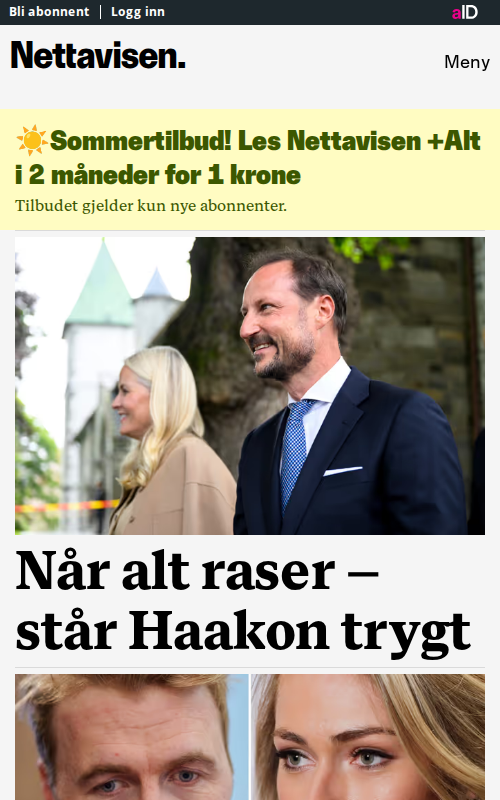 Bli abonnent | Logg inn
aID
Nettavisen.
Meny
☀️Sommertilbud! Les Nettavisen +Alt
i 2 måneder for 1 krone
Tilbudet gjelder kun nye abonnenter.
Når alt raser –
står Haakon trygt